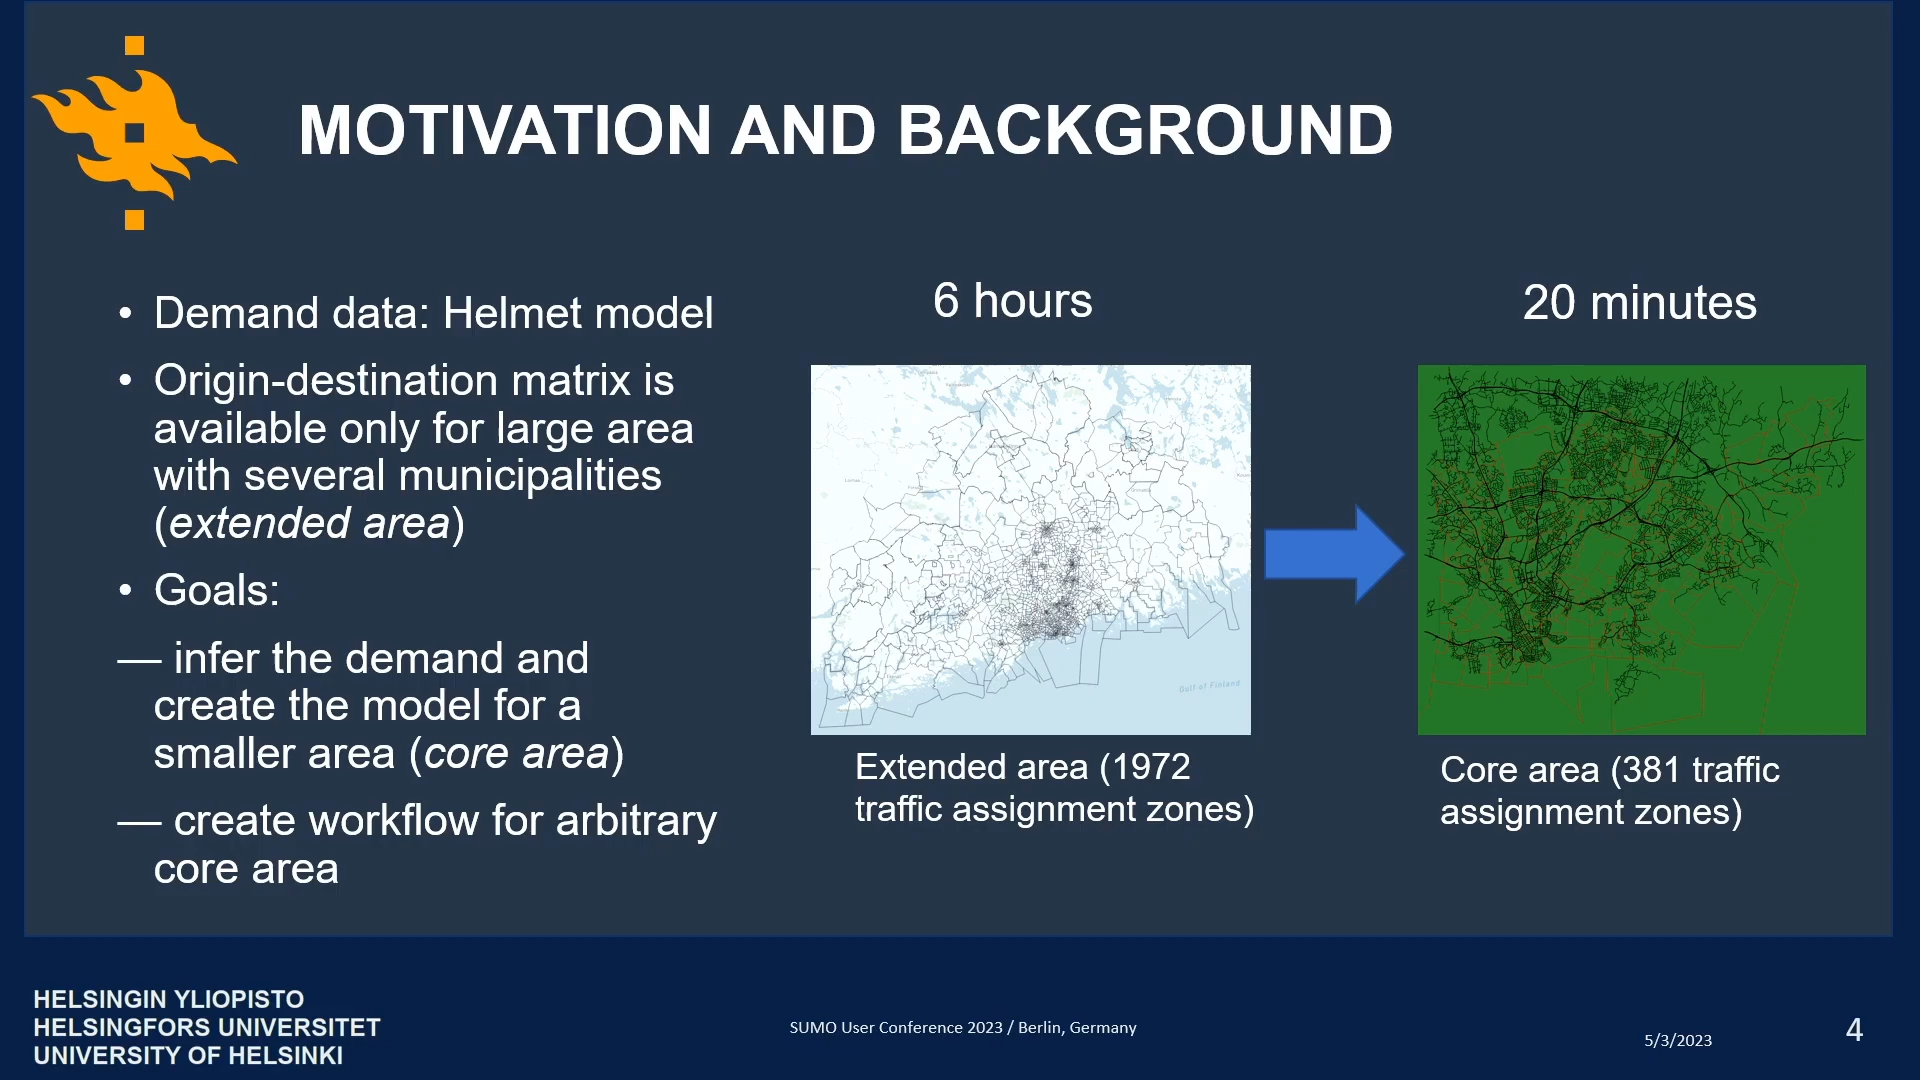 MOTIVATION AND BACKGROUND
• Demand data: Helmet model
• Origin-destination matrix is
available only for large area
with several municipalities
(extended area)
• Goals:
— infer the demand and
create the model for a
smaller area (core area)
— create workflow for arbitrary
core area
6 hours
20 minutes
Gulf of Finland
Extended area (1972
traffic assignment zones)
Core area (381 traffic
assignment zones)
HELSINGIN YLIOPISTO
HELSINGFORS UNIVERSITET
UNIVERSITY OF HELSINKI
SUMO User Conference 2023 / Berlin, Germany
5/3/2023
4